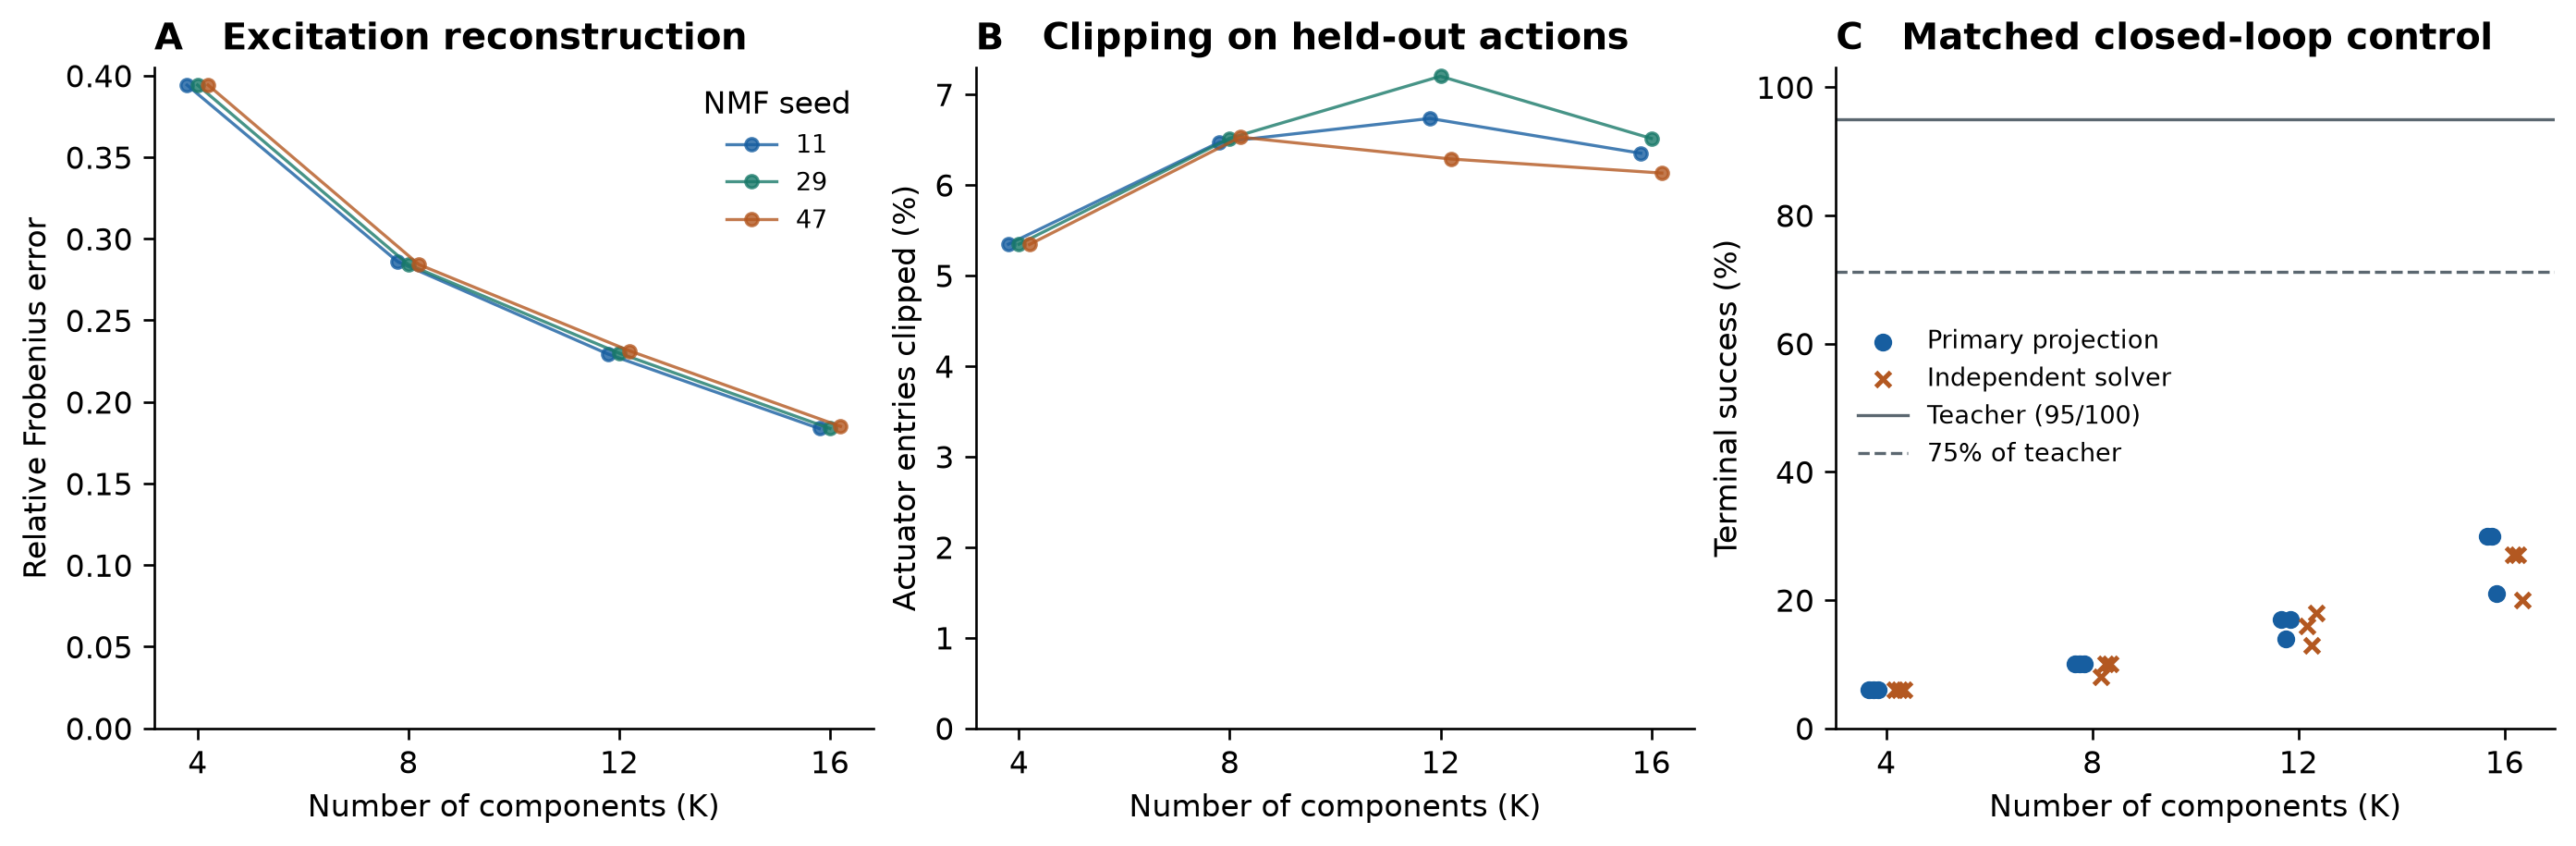 A Excitation reconstruction
Relative Frobenius error
0.40
0.35
0.30
0.25
0.20
0.15
0.10
0.05
0.00
4 8 12 16
Number of components (K)
NMF seed
11
29
47
B Clipping on held-out actions
Actuator entries clipped (%)
7
6
5
4
3
2
1
0
4 8 12 16
Number of components (K)
C Matched closed-loop control
Terminal success (%)
100
80
60
40
20
0
Primary projection
Independent solver
Teacher (95/100)
75% of teacher
4 8 12 16
Number of components (K)